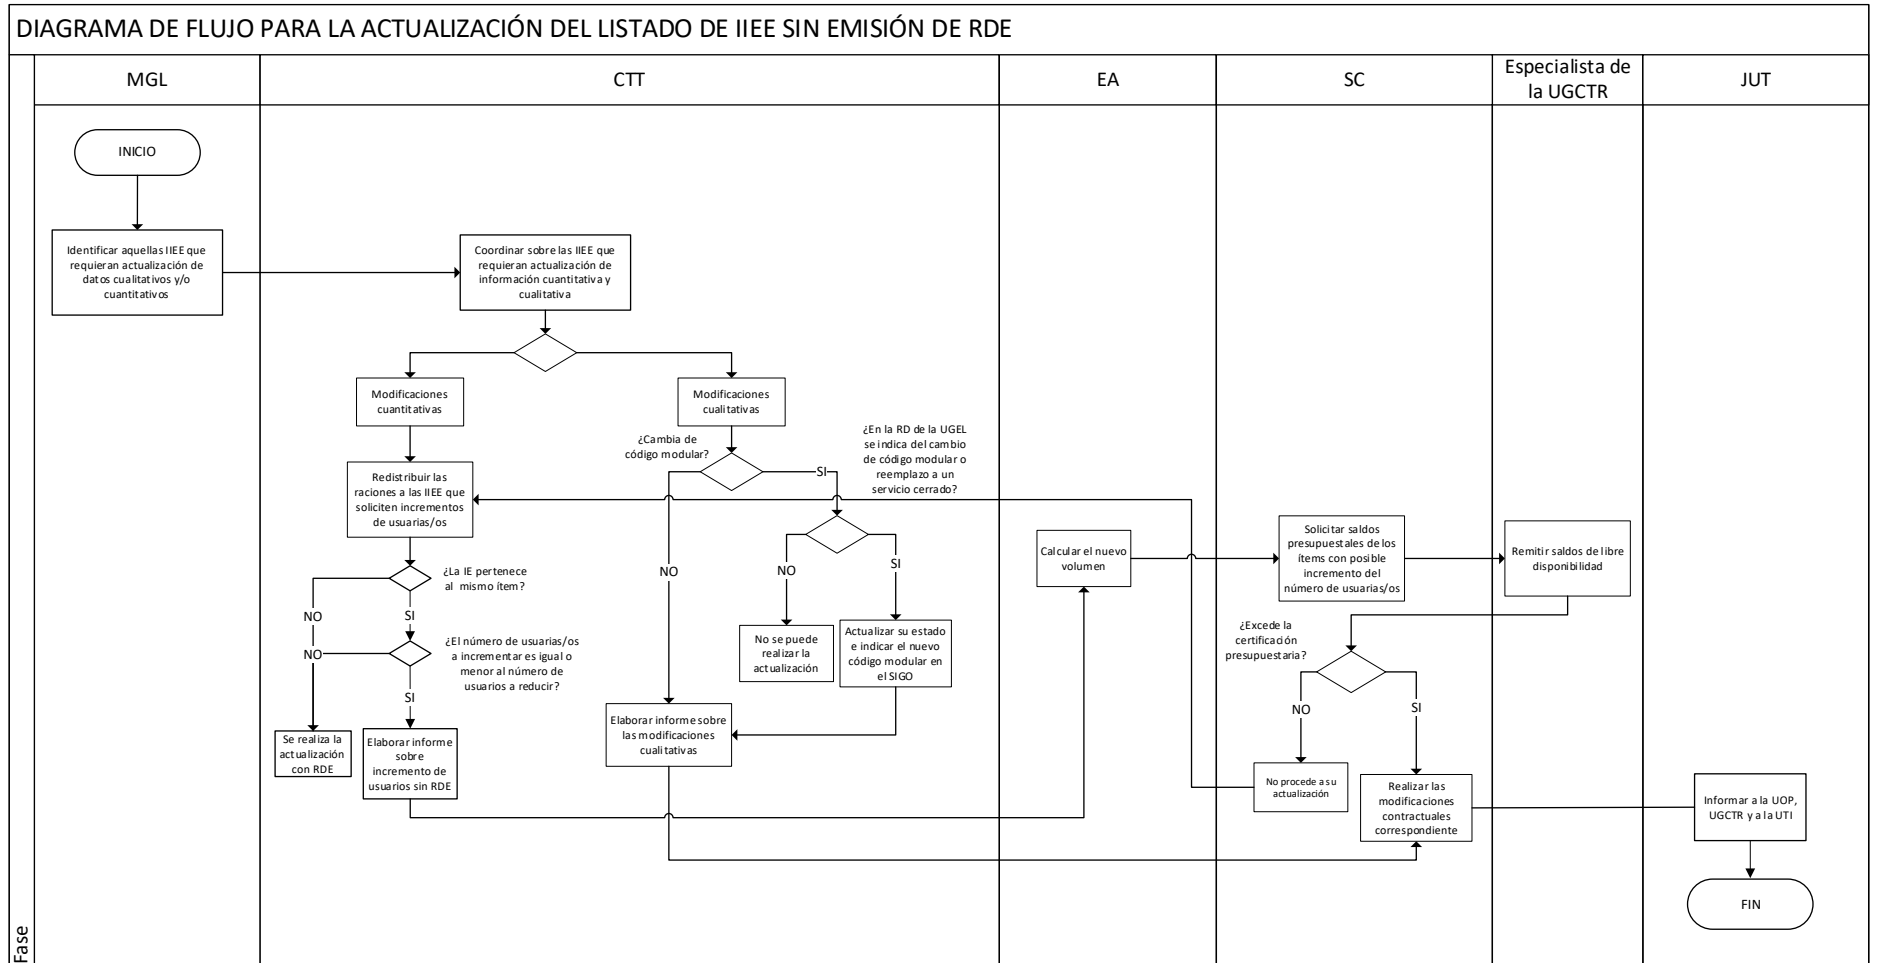 DIAGRAMA DE FLUJO PARA LA ACTUALIZACIÓN DEL LISTADO DE IIEE SIN EMISIÓN DE RDE
MGL
CTT
EA
SC
Especialista de
la UGCTR
JUT
INICIO
Identificar aquellas IIEE que
requieran actualización de
datos cualitativos y/o
cuantitativos
Coordinar sobre las IIEE que
requieran actualización de
información cuantitativa y
cualitativa
Modificaciones
cuantitativas
Modificaciones
cualitativas
¿Cambia de
código modular?
¿En la RD de la UGEL
se indica del cambio
de código modular o
reemplazo a un
servicio cerrado?
SI
Redistribuir las
raciones a las IIEE que
soliciten incrementos
de usuarias/os
¿La IE pertenece
al mismo ítem?
NO
SI
NO
NO
SI
¿El número de usuarias/os
a incrementar es igual o
menor al número de
usuarios a reducir?
NO
SI
No se puede
realizar la
actualización
Actualizar su estado
e indicar el nuevo
código modular en
el SIGO
Se realiza la
actualización
con RDE
Elaborar informe
sobre
incremento de
usuarios sin RDE
Elaborar informe sobre
las modificaciones
cualitativas
Calcular el nuevo
volumen
Solicitar saldos
presupuestales de los
ítems con posible
incremento del
número de usuarias/os
Remitir saldos de libre
disponibilidad
¿Excede la
certificación
presupuestaria?
NO
SI
No procede a su
actualización
Realizar las
modificaciones
contractuales
correspondiente
Informar a la UOP,
UGCTR y a la UTI
FIN
Fase